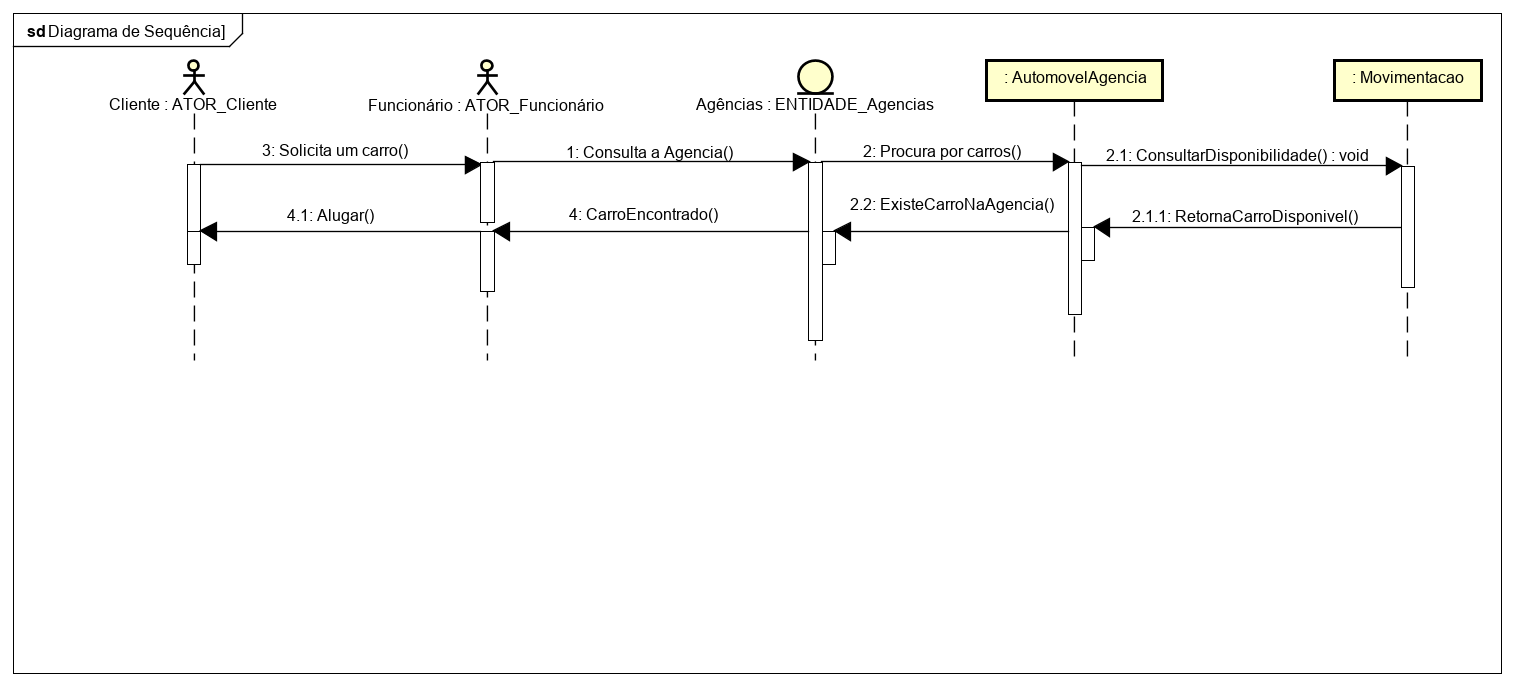 sd Diagrama de Sequência]
Cliente : ATOR_Cliente
Funcionário : ATOR_Funcionário
Agências : ENTIDADE_Agencias
: AutomovelAgencia
: Movimentacao
3: Solicita um carro()
1: Consulta a Agencia()
2: Procura por carros()
2.1: ConsultarDisponibilidade() : void
4.1: Alugar()
4: CarroEncontrado()
2.2: ExisteCarroNaAgencia()
2.1.1: RetornaCarroDisponivel()